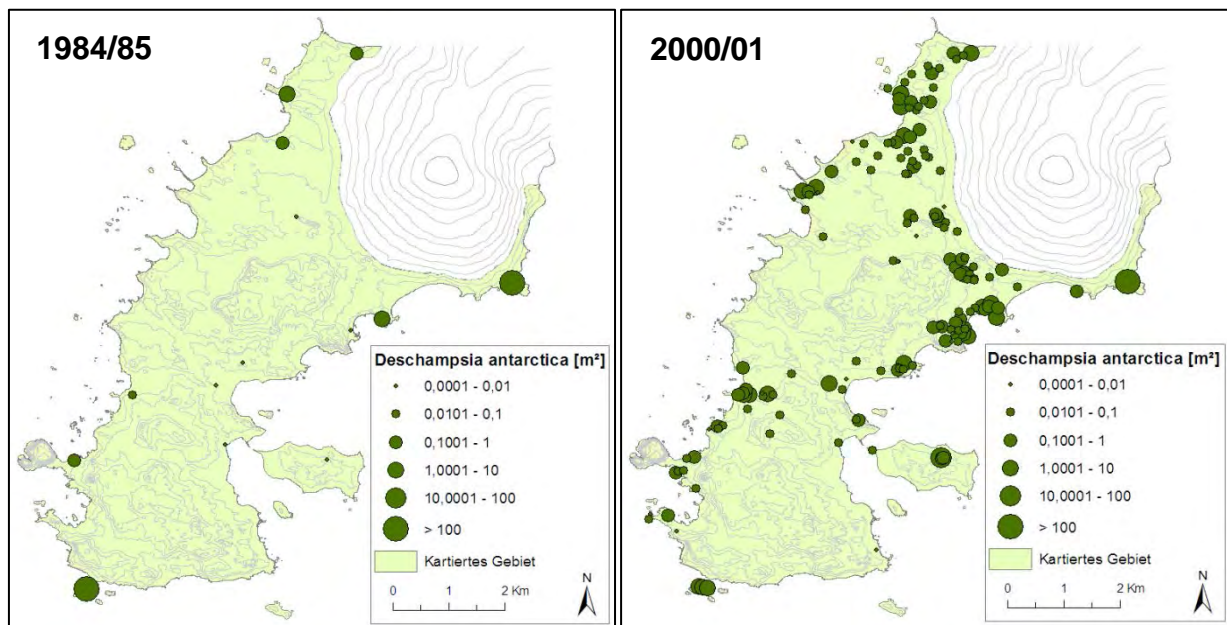 1984/85
Deschampsia antarctica [m²]
0,0001 - 0,01
0,0101 - 0,1
0,1001 - 1
1,0001 - 10
10,0001 - 100
> 100
Kartiertes Gebiet
0 1 2 Km
N
2000/01
Deschampsia antarctica [m²]
0,0001 - 0,01
0,0101 - 0,1
0,1001 - 1
1,0001 - 10
10,0001 - 100
> 100
Kartiertes Gebiet
0 1 2 Km
N